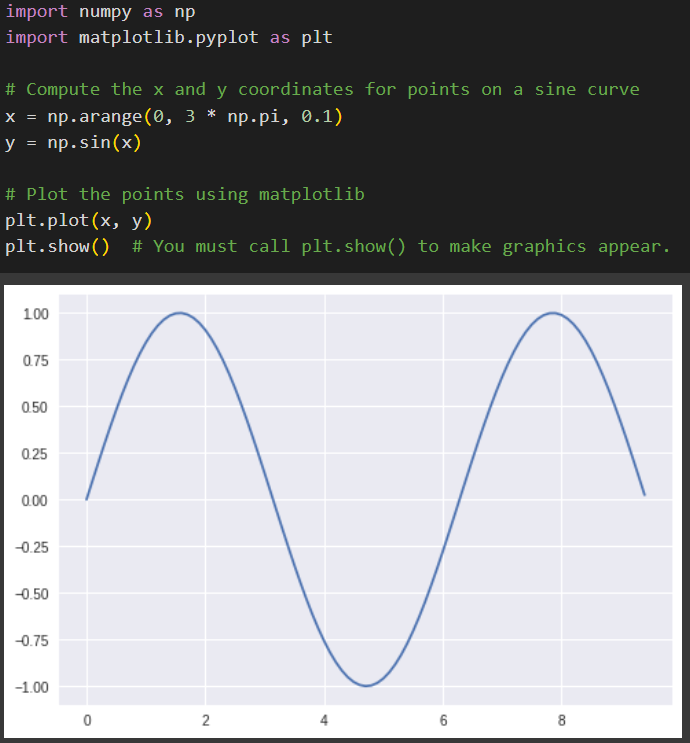 import numpy as np
import matplotlib.pyplot as plt
# Compute the x and y coordinates for points on a sine curve
x = np.arange(0, 3 * np.pi, 0.1)
y = np.sin(x)
# Plot the points using matplotlib
plt.plot(x, y)
plt.show()  # You must call plt.show() to make graphics appear.
1.00
0.75
0.50
0.25
0.00
−0.25
−0.50
−0.75
−1.00
0 2 4 6 8